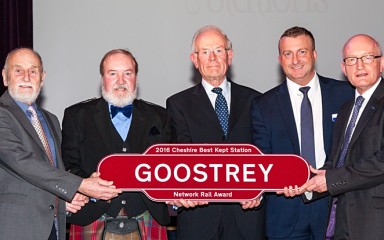 2016 Cheshire Best Kept Station
GOOSTREY
Network Rail Award